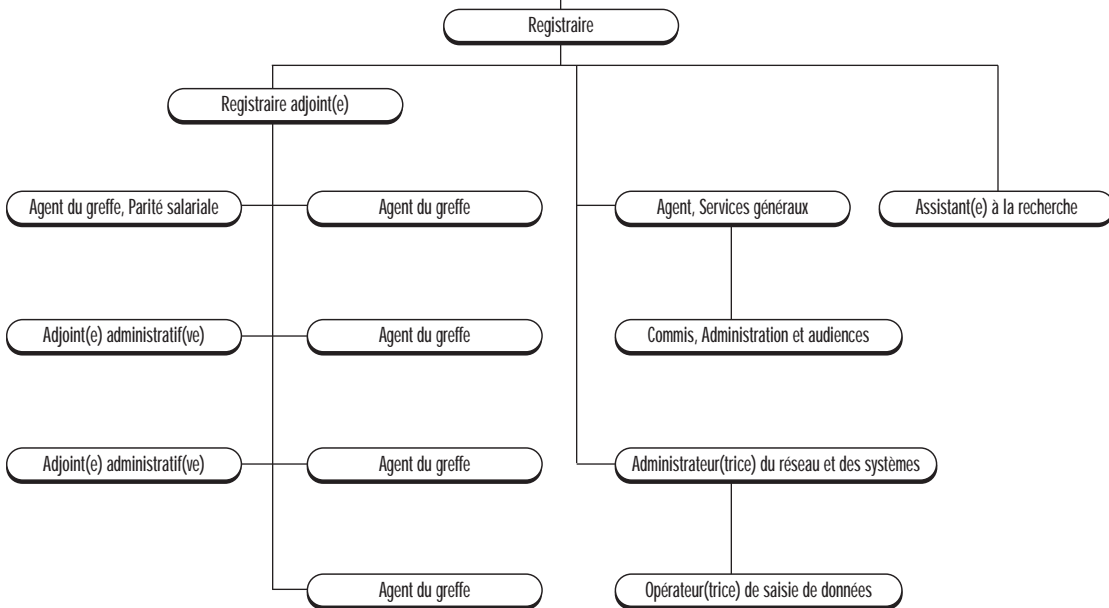 Registraire
Registraire adjoint(e)
Agent du greffe, Parité salariale
Agent du greffe
Agent, Services généraux
Assistant(e) à la recherche
Adjoint(e) administratif(ve)
Agent du greffe
Commis, Administration et audiences
Adjoint(e) administratif(ve)
Agent du greffe
Administrateur(trice) du réseau et des systèmes
Agent du greffe
Opérateur(trice) de saisie de données